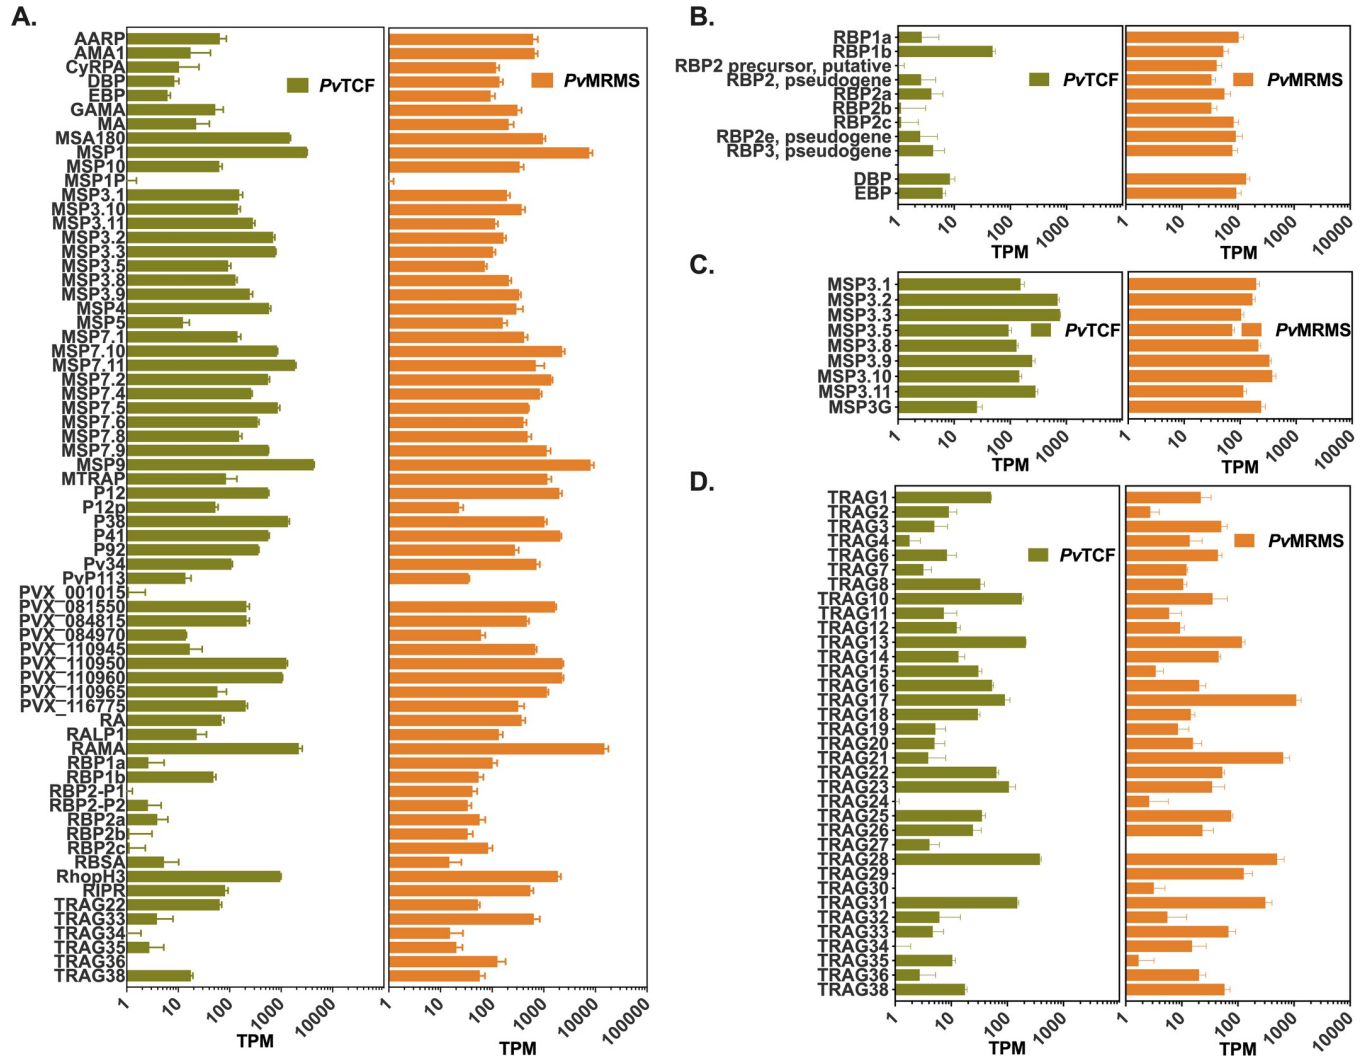 A.
AARP
AMA1
CyRPA
DBP
EBP
GAMA
MA
MSA180
MSP1
MSP10
MSP1P
MSP3.1
MSP3.10
MSP3.11
MSP3.2
MSP3.3
MSP3.5
MSP3.8
MSP3.9
MSP4
MSP5
MSP7.1
MSP7.10
MSP7.11
MSP7.2
MSP7.4
MSP7.5
MSP7.6
MSP7.8
MSP7.9
MSP9
MTRAP
P12
P12p
P38
P41
P92
Pv34
PvP113
PVX_001015
PVX_081550
PVX_084815
PVX_084970
PVX_110945
PVX_110950
PVX_110960
PVX_110965
PVX_116775
RA
RALP1
RAMA
RBP1a
RBP1b
RBP2-P1
RBP2-P2
RBP2a
RBP2b
RBP2c
RBSA
RhopH3
RIPR
TRAG22
TRAG33
TRAG34
TRAG35
TRAG36
TRAG38
PvTCF
PvMRMS
1 10 100 1000 10000
1 10 100 1000 10000 100000
TPM
TPM
B.
RBP1a
RBP1b
RBP2 precursor, putative
RBP2, pseudogene
RBP2a
RBP2b
RBP2c
RBP2e, pseudogene
RBP3, pseudogene
DBP
EBP
PvTCF
PvMRMS
1 10 100 1000
1 10 100 1000 10000
TPM
TPM
C.
MSP3.1
MSP3.2
MSP3.3
MSP3.5
MSP3.8
MSP3.9
MSP3.10
MSP3.11
MSP3G
PvTCF
PvMRMS
1 10 100 1000
1 10 100 1000 10000
TPM
TPM
D.
TRAG1
TRAG2
TRAG3
TRAG4
TRAG6
TRAG7
TRAG8
TRAG10
TRAG11
TRAG12
TRAG13
TRAG14
TRAG15
TRAG16
TRAG17
TRAG18
TRAG19
TRAG20
TRAG21
TRAG22
TRAG23
TRAG24
TRAG25
TRAG26
TRAG27
TRAG28
TRAG29
TRAG30
TRAG31
TRAG32
TRAG33
TRAG34
TRAG35
TRAG36
TRAG38
PvTCF
PvMRMS
1 10 100 1000
1 10 100 1000 10000
TPM
TPM